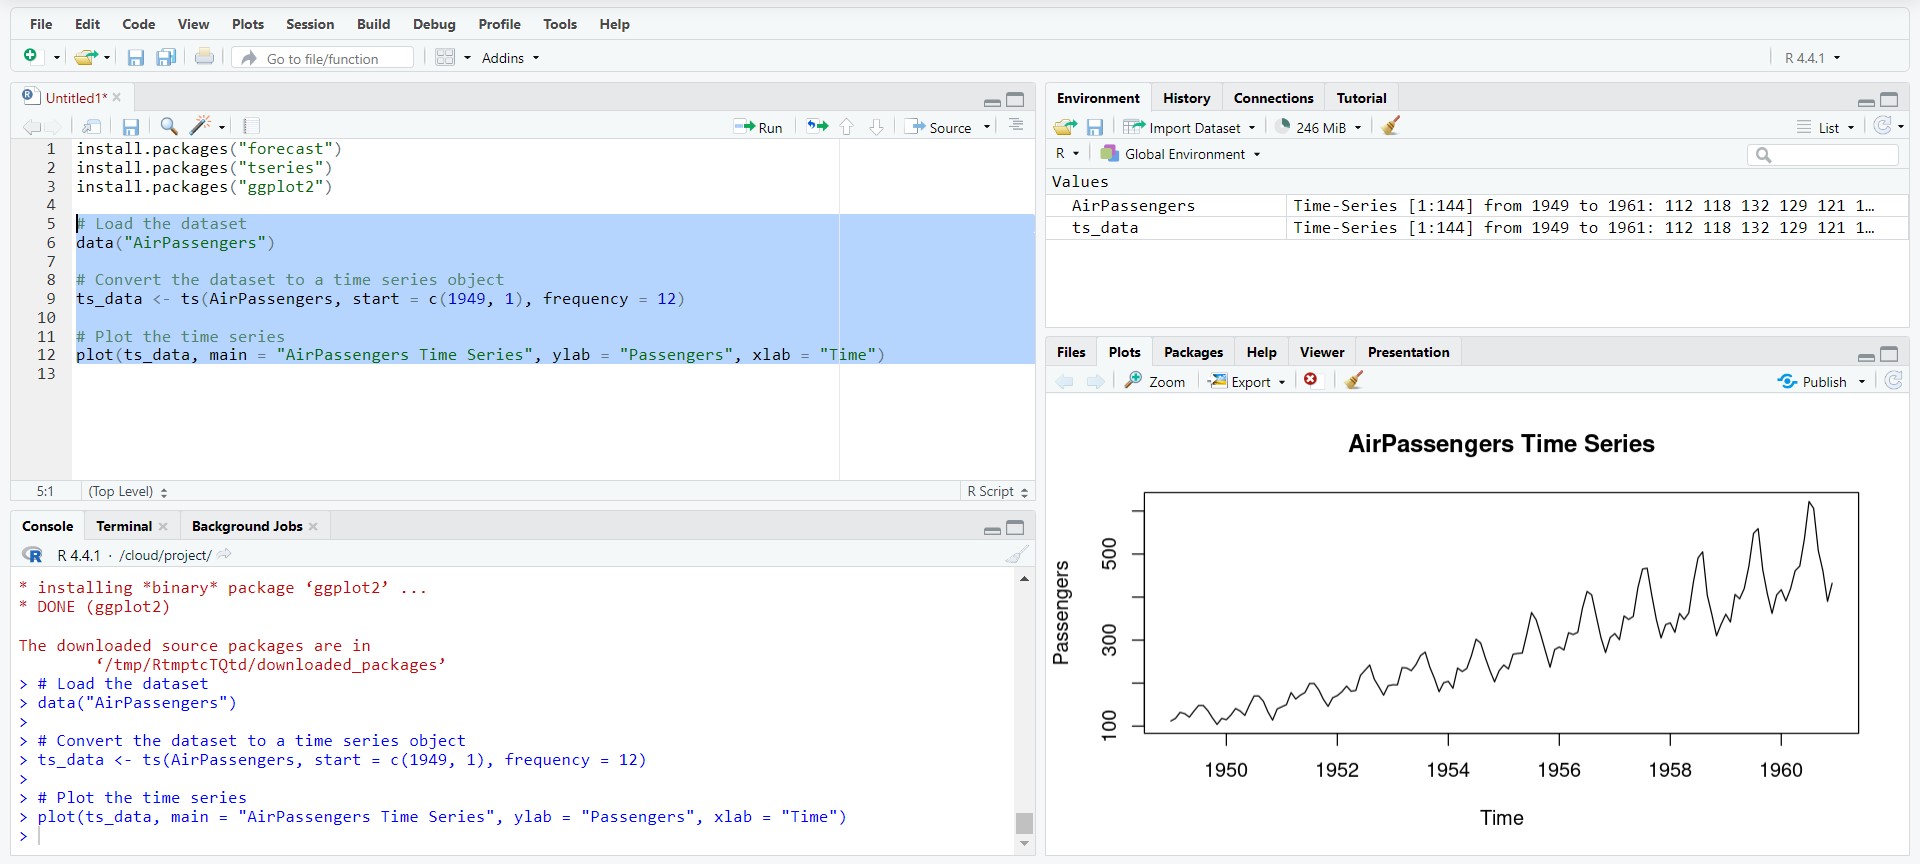 File Edit Code View Plots Session Build Debug Profile Tools Help
Go to file/function Addins R 4.4.1
Untitled1*
Run Source
1 install.packages("forecast")
2 install.packages("tseries")
3 install.packages("ggplot2")
4
5 # Load the dataset
6 data("AirPassengers")
7
8 # Convert the dataset to a time series object
9 ts_data <- ts(AirPassengers, start = c(1949, 1), frequency = 12)
10
11 # Plot the time series
12 plot(ts_data, main = "AirPassengers Time Series", ylab = "Passengers", xlab = "Time")
13
5:1 (Top Level) R Script
Console Terminal Background Jobs
R R 4.4.1 · /cloud/project/
* installing *binary* package ‘ggplot2’ ...
* DONE (ggplot2)
The downloaded source packages are in
‘/tmp/RtmptcTQtd/downloaded_packages’
> # Load the dataset
> data("AirPassengers")
>
> # Convert the dataset to a time series object
> ts_data <- ts(AirPassengers, start = c(1949, 1), frequency = 12)
>
> # Plot the time series
> plot(ts_data, main = "AirPassengers Time Series", ylab = "Passengers", xlab = "Time")
>
Environment History Connections Tutorial
Import Dataset 246 MiB List
R Global Environment
Values
AirPassengers Time-Series [1:144] from 1949 to 1961: 112 118 132 129 121 1…
ts_data Time-Series [1:144] from 1949 to 1961: 112 118 132 129 121 1…
Files Plots Packages Help Viewer Presentation
Zoom Export Publish
AirPassengers Time Series
Passengers
500
300
100
1950 1952 1954 1956 1958 1960
Time